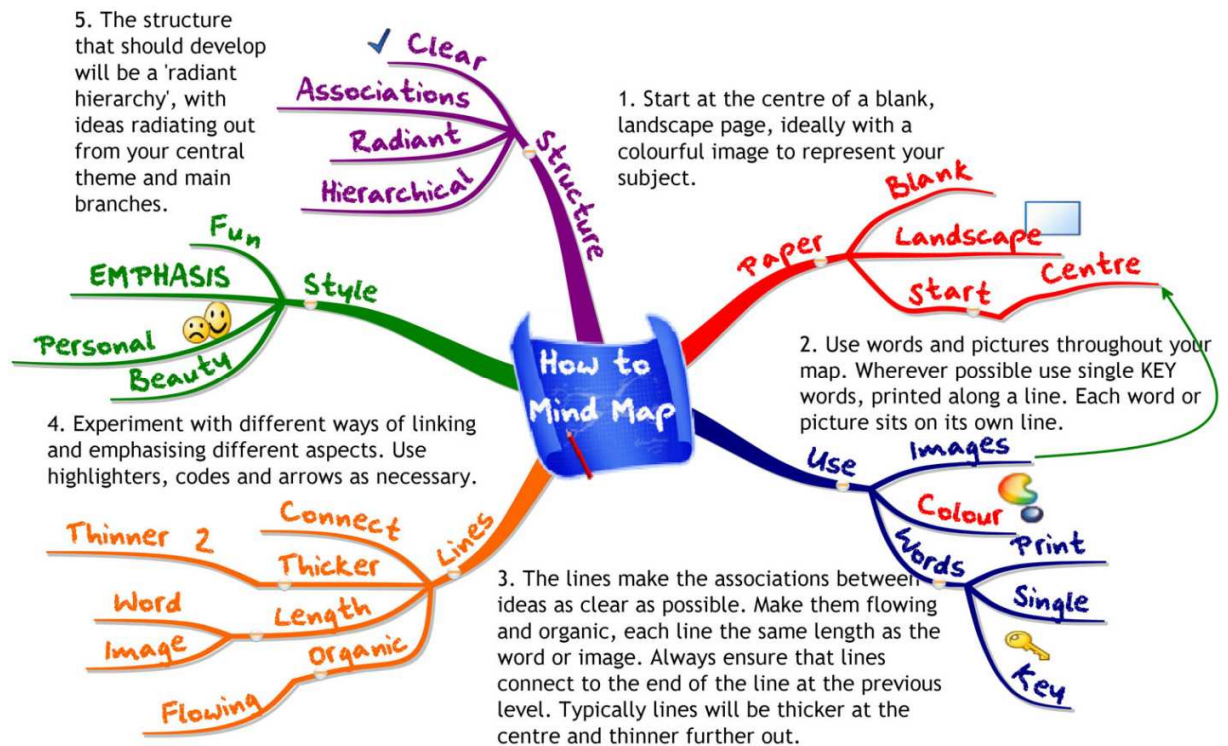 5. The structure
that should develop
will be a 'radiant
hierarchy', with
ideas radiating out
from your central
theme and main
branches.
Clear
Associations
Radiant
Hierarchical
Structure
1. Start at the centre of a blank,
landscape page, ideally with a
colourful image to represent your
subject.
Paper
Blank
Landscape
Start
Centre
Fun
EMPHASIS
Personal
Beauty
Style
How to
Mind Map
2. Use words and pictures throughout your
map. Wherever possible use single KEY
words, printed along a line. Each word or
picture sits on its own line.
Use
Images
Colour
Words
Print
Single
Key
4. Experiment with different ways of linking
and emphasising different aspects. Use
highlighters, codes and arrows as necessary.
Lines
Connect
Thinner 2
Thicker
Word
Image
Length
Organic
Flowing
3. The lines make the associations between
ideas as clear as possible. Make them flowing
and organic, each line the same length as the
word or image. Always ensure that lines
connect to the end of the line at the previous
level. Typically lines will be thicker at the
centre and thinner further out.